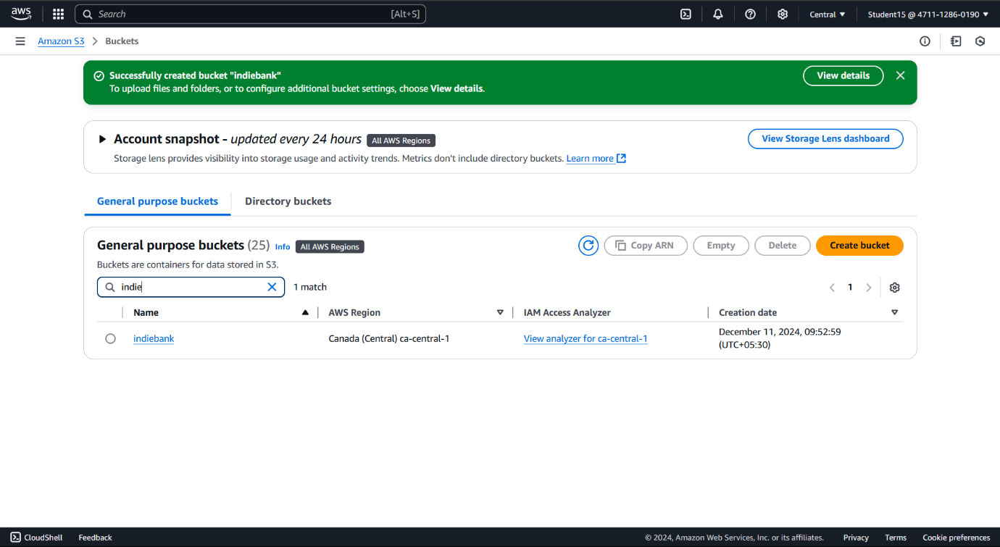 aws
Search [Alt+S]
Central
Student15 @ 4711-1286-0190
Amazon S3 Buckets
Successfully created bucket "indiebank"
To upload files and folders, or to configure additional bucket settings, choose View details.
View details
Account snapshot - updated every 24 hours All AWS Regions
View Storage Lens dashboard
Storage lens provides visibility into storage usage and activity trends. Metrics don't include directory buckets. Learn more
General purpose buckets Directory buckets
General purpose buckets (25) Info All AWS Regions
Copy ARN Empty Delete Create bucket
Buckets are containers for data stored in S3.
indie 1 match 1
Name AWS Region IAM Access Analyzer Creation date
indiebank Canada (Central) ca-central-1 View analyzer for ca-central-1 December 11, 2024, 09:52:59
(UTC+05:30)
CloudShell Feedback © 2024, Amazon Web Services, Inc. or its affiliates. Privacy Terms Cookie preferences